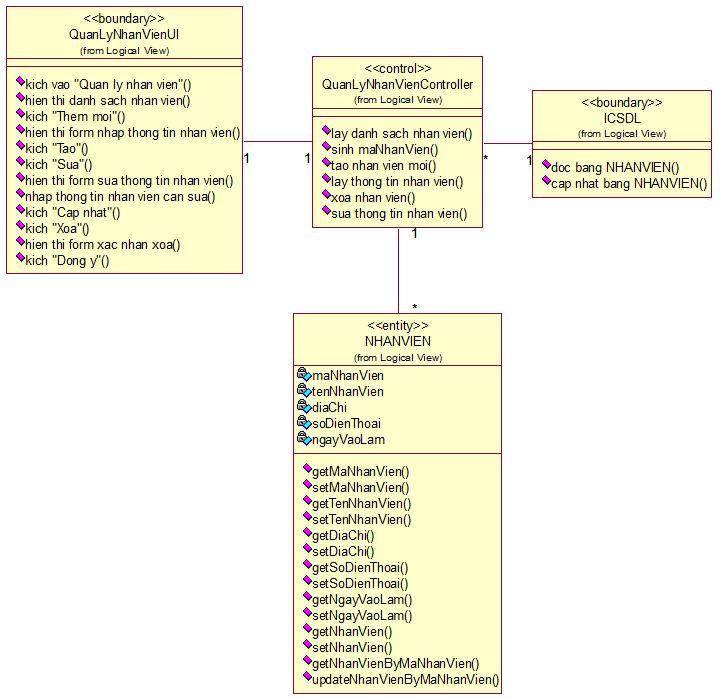 <<boundary>>
QuanLyNhanVienUI
(from Logical View)
kich vao "Quan ly nhan vien"()
hien thi danh sach nhan vien()
kich "Them moi"()
hien thi form nhap thong tin nhan vien()
kich "Tao"()
kich "Sua"()
hien thi form sua thong tin nhan vien()
nhap thong tin nhan vien can sua()
kich "Cap nhat"()
kich "Xoa"()
hien thi form xac nhan xoa()
kich "Dong y"()
1
1
<<control>>
QuanLyNhanVienController
(from Logical View)
lay danh sach nhan vien()
sinh maNhanVien()
tao nhan vien moi()
lay thong tin nhan vien()
xoa nhan vien()
sua thong tin nhan vien()
*
1
<<boundary>>
ICSDL
(from Logical View)
doc bang NHANVIEN()
cap nhat bang NHANVIEN()
1
*
<<entity>>
NHANVIEN
(from Logical View)
maNhanVien
tenNhanVien
diaChi
soDienThoai
ngayVaoLam
getMaNhanVien()
setMaNhanVien()
getTenNhanVien()
setTenNhanVien()
getDiaChi()
setDiaChi()
getSoDienThoai()
setSoDienThoai()
getNgayVaoLam()
setNgayVaoLam()
getNhanVien()
setNhanVien()
getNhanVienByMaNhanVien()
updateNhanVienByMaNhanVien()